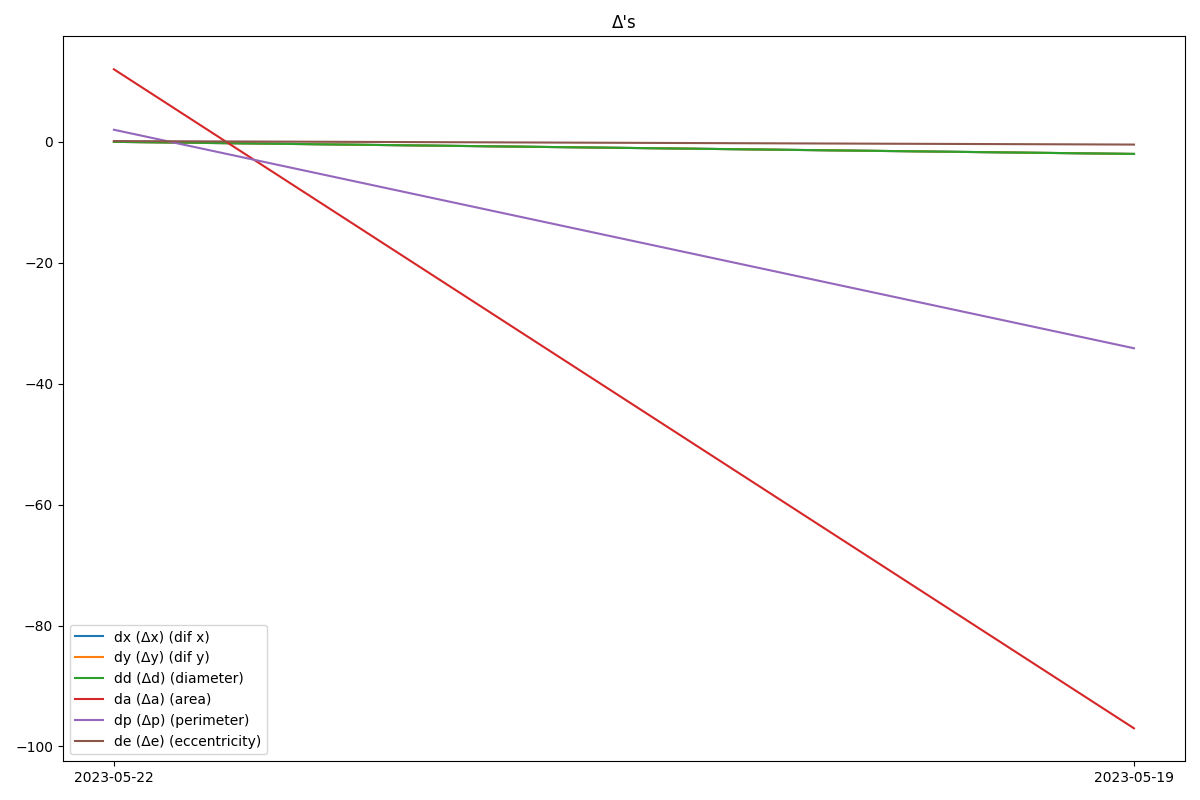 Δ's
0
−20
−40
−60
−80
−100
dx (Δx) (dif x)
dy (Δy) (dif y)
dd (Δd) (diameter)
da (Δa) (area)
dp (Δp) (perimeter)
de (Δe) (eccentricity)
2023-05-22
2023-05-19